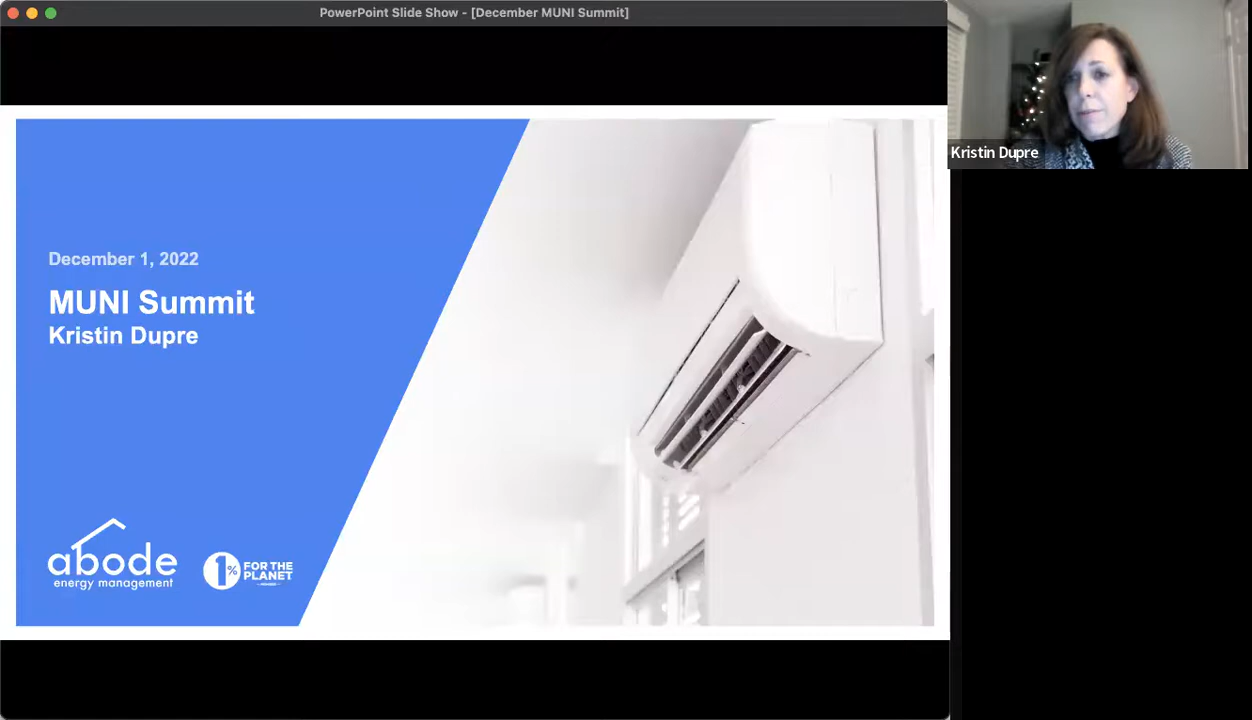 PowerPoint Slide Show - [December MUNI Summit]
Kristin Dupre
December 1, 2022
MUNI Summit
Kristin Dupre
abode
energy management
1%
FOR THE
PLANET